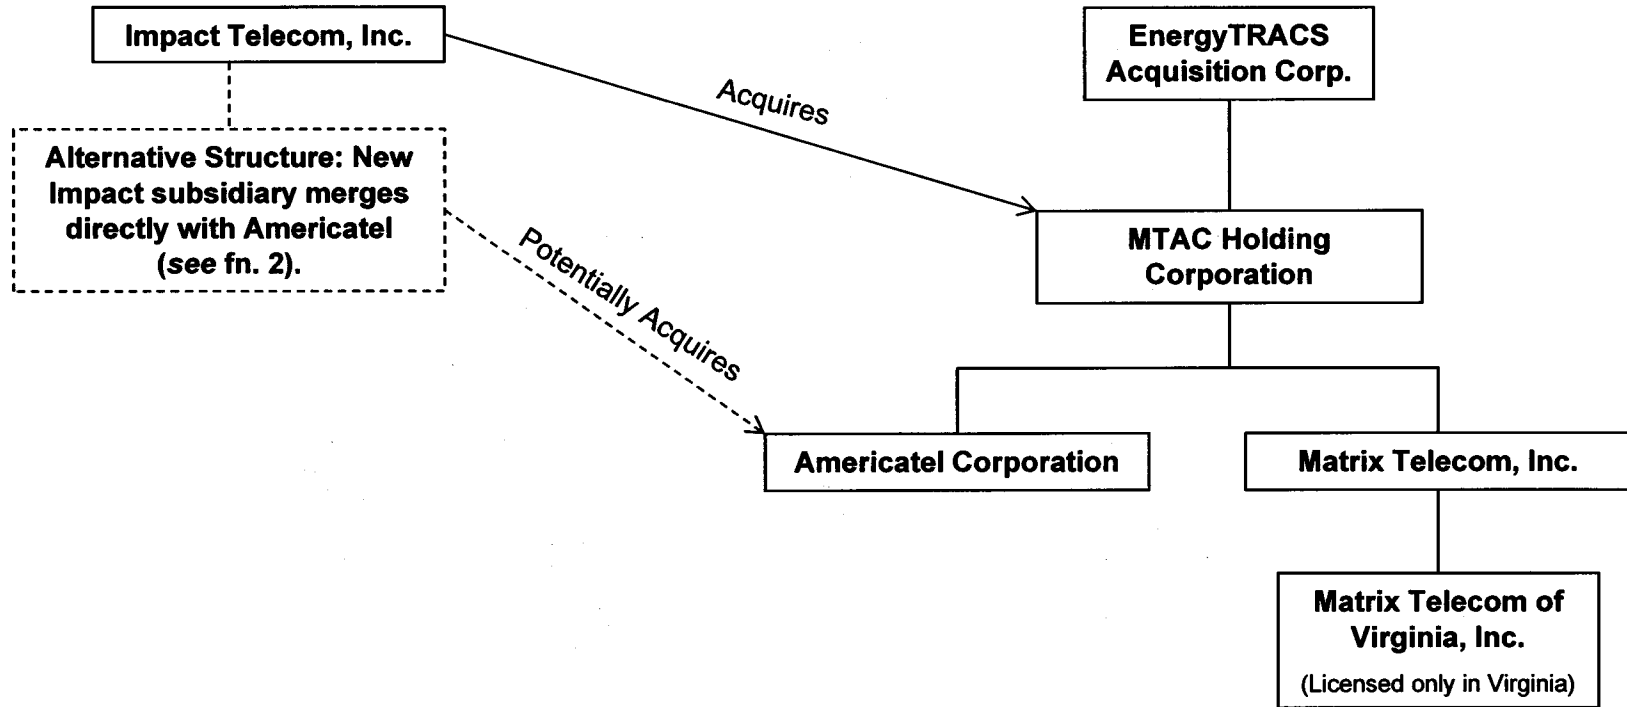 Impact Telecom, Inc.
EnergyTRACS
Acquisition Corp.
Acquires
Alternative Structure: New
Impact subsidiary merges
directly with Americatel
(see fn. 2).
MTAC Holding
Corporation
Potentially Acquires
Americatel Corporation
Matrix Telecom, Inc.
Matrix Telecom of
Virginia, Inc.
(Licensed only in Virginia)